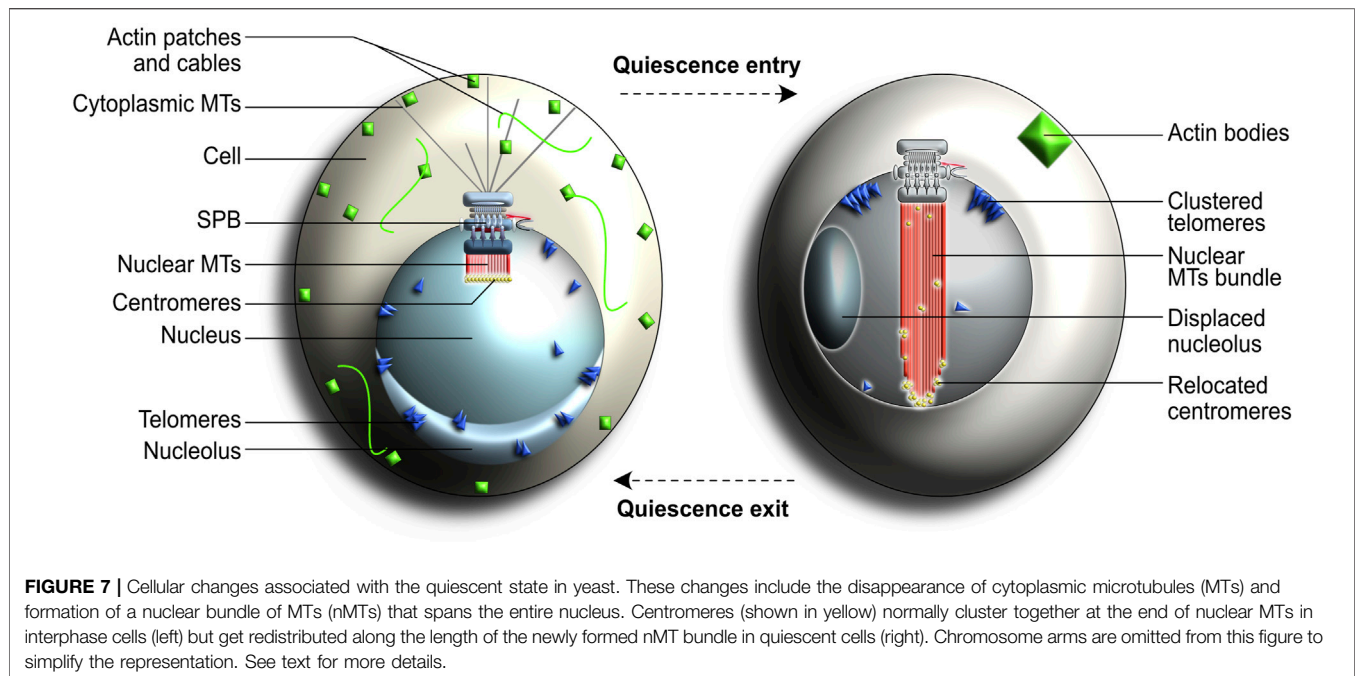 Actin patches
and cables
Cytoplasmic MTs
Cell
SPB
Nuclear MTs
Centromeres
Nucleus
Telomeres
Nucleolus
Quiescence entry
Quiescence exit
Actin bodies
Clustered
telomeres
Nuclear
MTs bundle
Displaced
nucleolus
Relocated
centromeres
FIGURE 7 | Cellular changes associated with the quiescent state in yeast. These changes include the disappearance of cytoplasmic microtubules (MTs) and
formation of a nuclear bundle of MTs (nMTs) that spans the entire nucleus. Centromeres (shown in yellow) normally cluster together at the end of nuclear MTs in
interphase cells (left) but get redistributed along the length of the newly formed nMT bundle in quiescent cells (right). Chromosome arms are omitted from this figure to
simplify the representation. See text for more details.